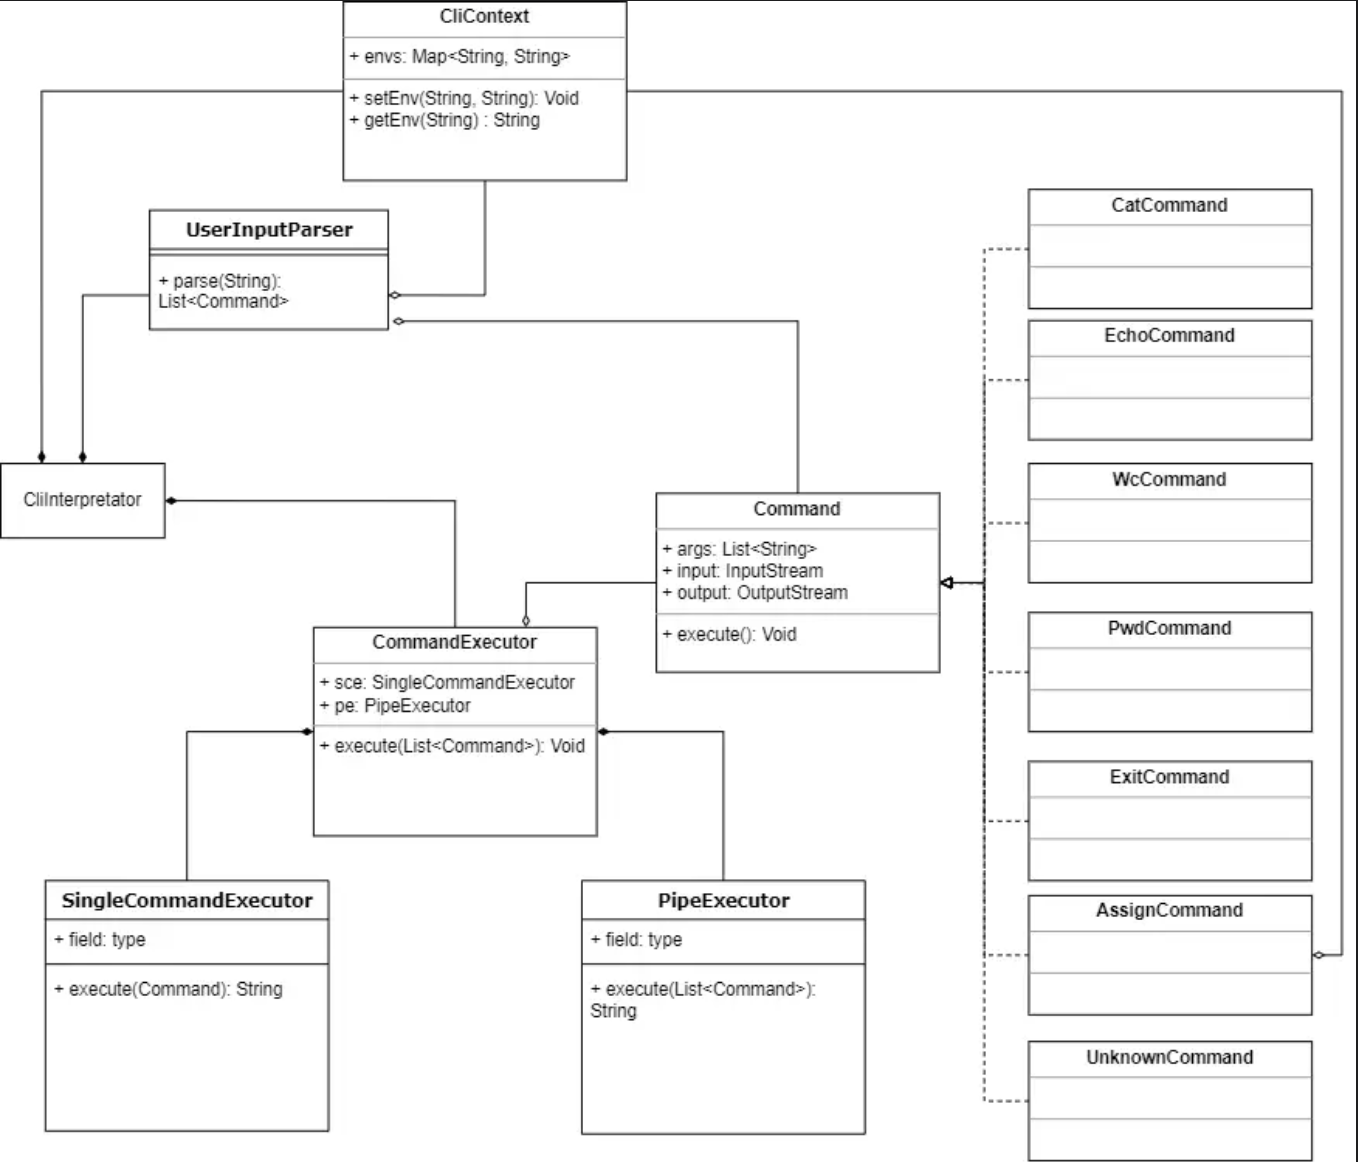 CliContext
+ envs: Map<String, String>
+ setEnv(String, String): Void
+ getEnv(String) : String
UserInputParser
+ parse(String):
List<Command>
CliInterpretator
Command
+ args: List<String>
+ input: InputStream
+ output: OutputStream
+ execute(): Void
CommandExecutor
+ sce: SingleCommandExecutor
+ pe: PipeExecutor
+ execute(List<Command>): Void
SingleCommandExecutor
+ field: type
+ execute(Command): String
PipeExecutor
+ field: type
+ execute(List<Command>):
String
CatCommand
EchoCommand
WcCommand
PwdCommand
ExitCommand
AssignCommand
UnknownCommand